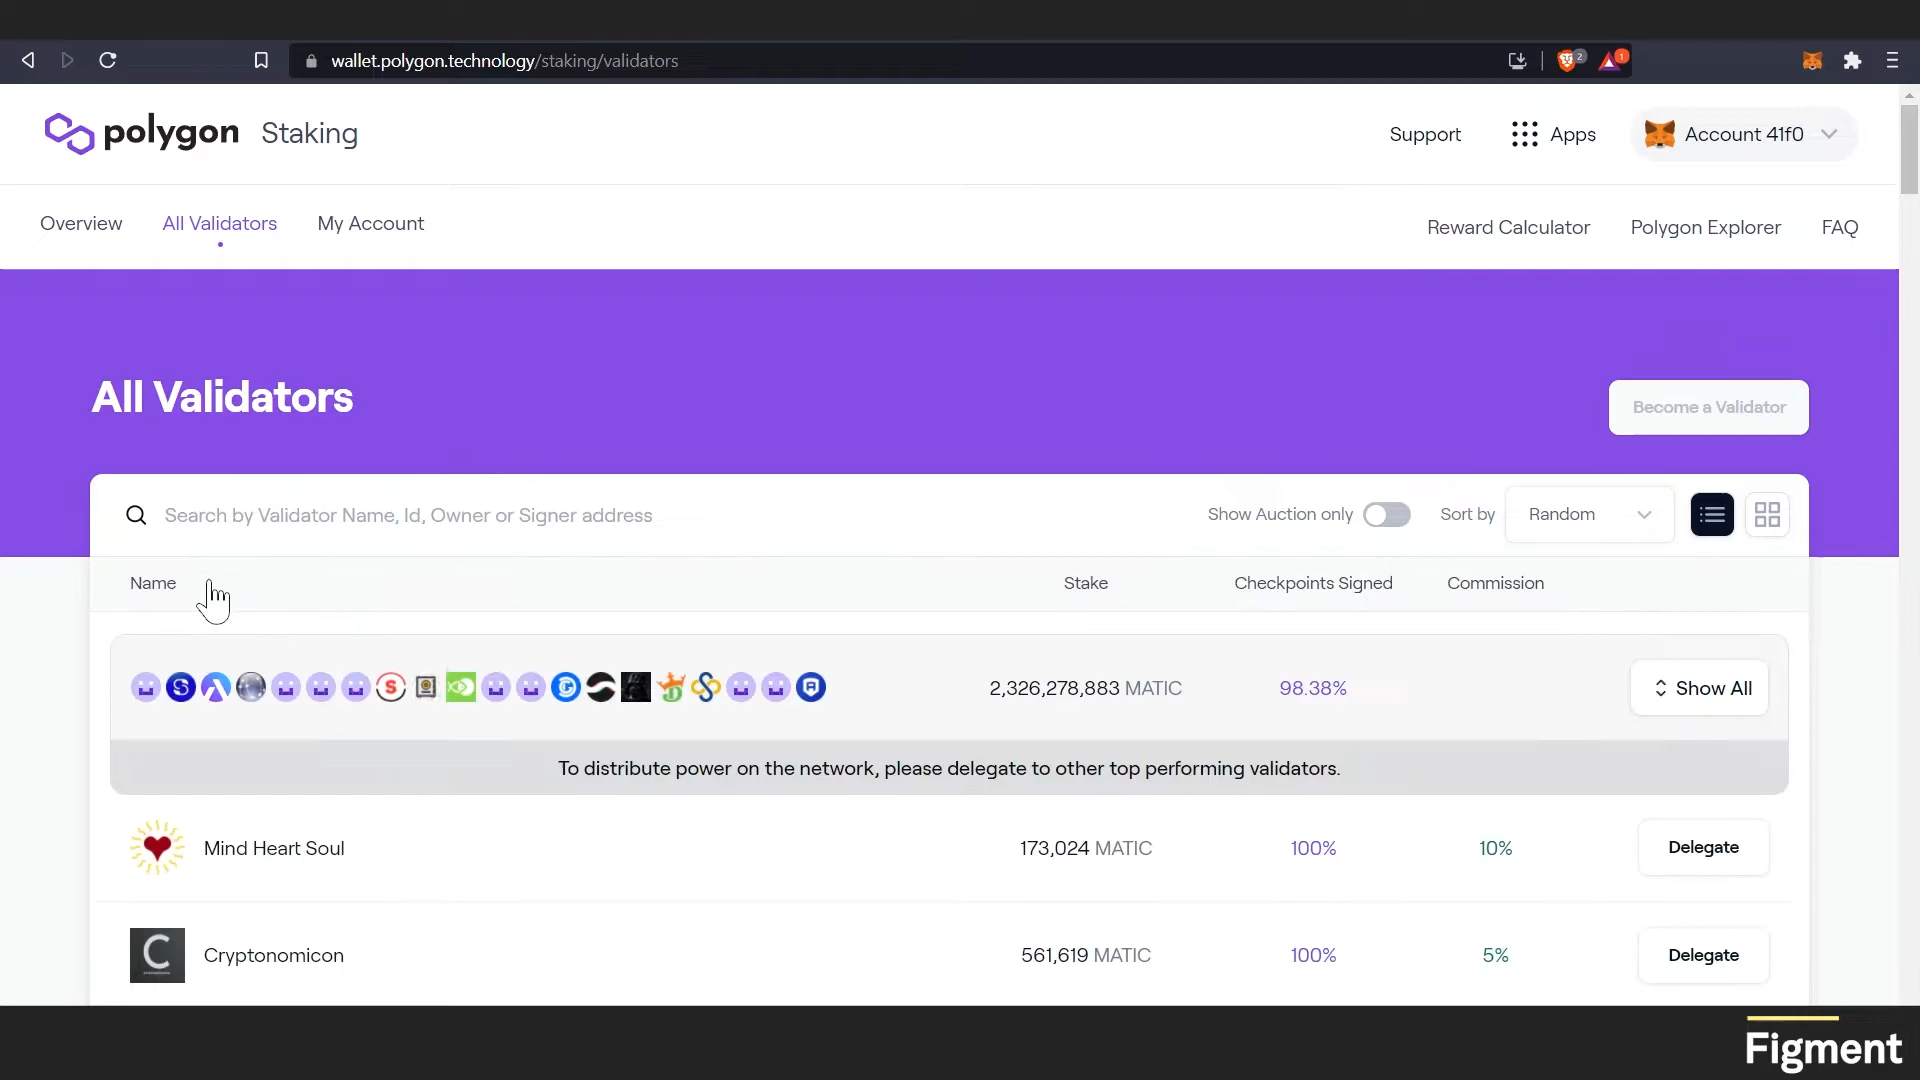 wallet.polygon.technology/staking/validators
2
1
polygon Staking
Support
Apps
Account 41f0
Overview
All Validators
My Account
Reward Calculator
Polygon Explorer
FAQ
All Validators
Become a Validator
Search by Validator Name, Id, Owner or Signer address
Show Auction only
Sort by
Random
Name
Stake
Checkpoints Signed
Commission
2,326,278,883 MATIC
98.38%
Show All
To distribute power on the network, please delegate to other top performing validators.
Mind Heart Soul
173,024 MATIC
100%
10%
Delegate
C
Cryptonomicon
561,619 MATIC
100%
5%
Delegate
Figment